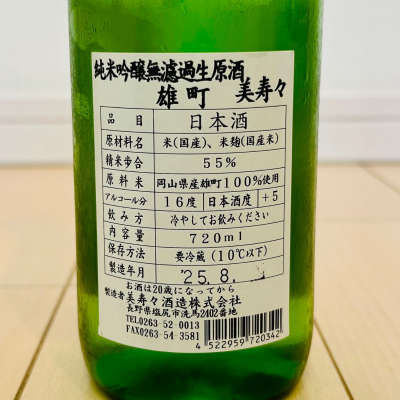 純米吟醸無濾過生原酒
雄町 美寿々
品目 日本酒
原材料名 米(国産)、米麹(国産米)
精米歩合 55%
原料米 岡山県産雄町100%使用
アルコール分 16度 日本酒度 +5
飲み方 冷やしてお飲みください
内容量 720ml
保存方法 要冷蔵(10℃以下)
製造年月 '25.8.
お酒は20歳になってから
製造者 美寿々酒造株式会社
長野県塩尻市洗馬2402番地
TEL0263-52-0013
FAX0263-54-3581
4 522959 720342